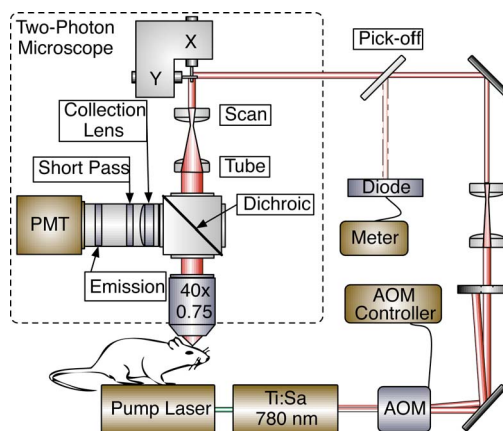 Two-Photon
Microscope
X
Y
Pick-off
Collection
Lens
Scan
Short Pass
Tube
Diode
PMT
Dichroic
Meter
Emission
40x
0.75
AOM
Controller
Pump Laser
Ti:Sa
780 nm
AOM